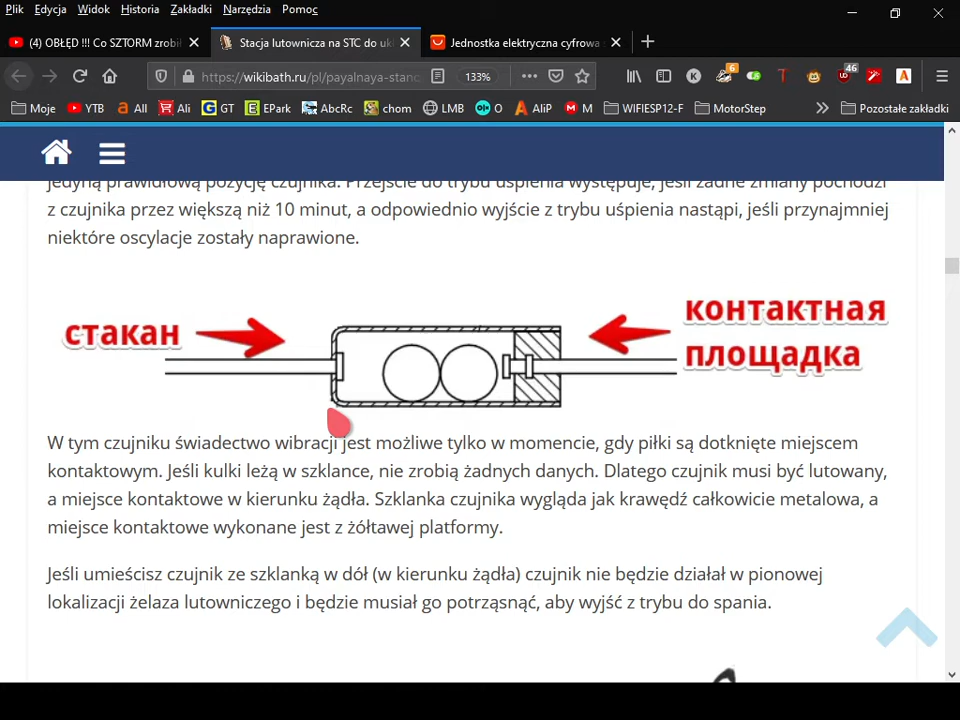 Plik Edycja Widok Historia Zakładki Narzędzia Pomoc
(4) OBŁĘD !!! Co SZTORM zrobił
Stacja lutownicza na STC do uk
Jednostka elektryczna cyfrowa
https://wikibath.ru/pl/payalnaya-stanc
133%
6
46
Moje YTB All Ali GT EPark AbcRc chom LMB O AliP M WIFIESP12-F MotorStep Pozostałe zakładki
jedyną prawidłową pozycję czujnika. Przejście do trybu uśpienia występuje, jeśli żadne zmiany pochodzi
z czujnika przez większą niż 10 minut, a odpowiednio wyjście z trybu uśpienia nastąpi, jeśli przynajmniej
niektóre oscylacje zostały naprawione.
стакан
контактная
площадка
W tym czujniku świadectwo wibracji jest możliwe tylko w momencie, gdy piłki są dotknięte miejscem
kontaktowym. Jeśli kulki leżą w szklance, nie zrobią żadnych danych. Dlatego czujnik musi być lutowany,
a miejsce kontaktowe w kierunku żądła. Szklanka czujnika wygląda jak krawędź całkowicie metalowa, a
miejsce kontaktowe wykonane jest z żółtawej platformy.
Jeśli umieścisz czujnik ze szklanką w dół (w kierunku żądła) czujnik nie będzie działał w pionowej
lokalizacji żelaza lutowniczego i będzie musiał go potrząsnąć, aby wyjść z trybu do spania.